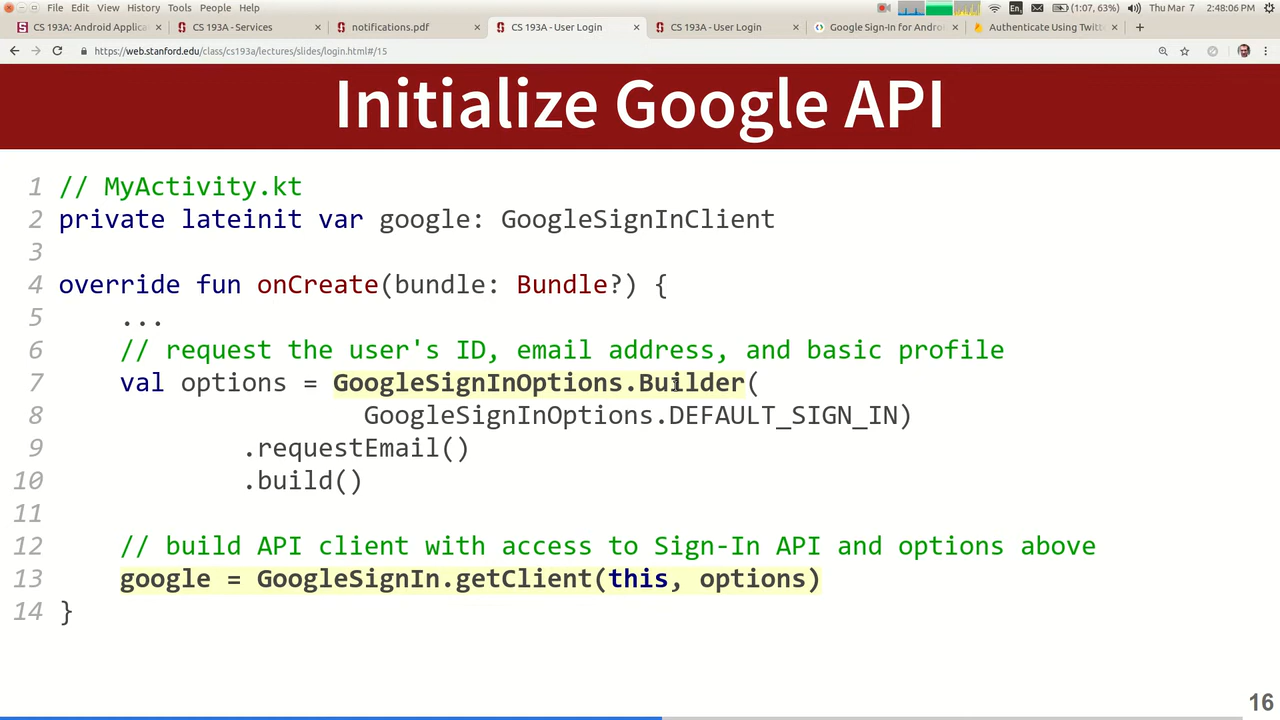 File Edit View History Tools People Help
En
(1:07, 63%)
Thu Mar 7 2:48:06 PM
CS 193A: Android Applica
CS 193A - Services
notifications.pdf
CS 193A - User Login
CS 193A - User Login
Google Sign-In for Androi
Authenticate Using Twitt
https://web.stanford.edu/class/cs193a/lectures/slides/login.html#/15
Initialize Google API
1 // MyActivity.kt
2 private lateinit var google: GoogleSignInClient
3
4 override fun onCreate(bundle: Bundle?) {
5 ...
6 // request the user's ID, email address, and basic profile
7 val options = GoogleSignInOptions.Builder(
8 GoogleSignInOptions.DEFAULT_SIGN_IN)
9 .requestEmail()
10 .build()
11
12 // build API client with access to Sign-In API and options above
13 google = GoogleSignIn.getClient(this, options)
14 }
16